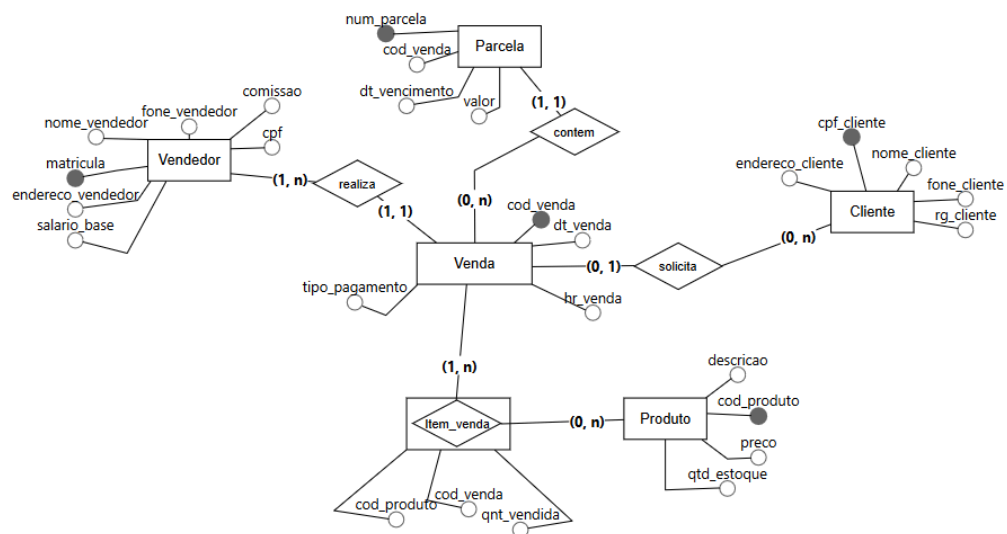 num_parcela
cod_venda
Parcela
dt_vencimento
valor
(1, 1)
contem
(0, n)
comissao
fone_vendedor
nome_vendedor
cpf
matricula
Vendedor
endereco_vendedor
salario_base
(1, n)
realiza
(1, 1)
cpf_cliente
endereco_cliente
nome_cliente
fone_cliente
Cliente
rg_cliente
(0, n)
solicita
(0, 1)
cod_venda
dt_venda
Venda
tipo_pagamento
hr_venda
(1, n)
Item_venda
(0, n)
descricao
cod_produto
Produto
preco
qtd_estoque
cod_produto
cod_venda
qnt_vendida